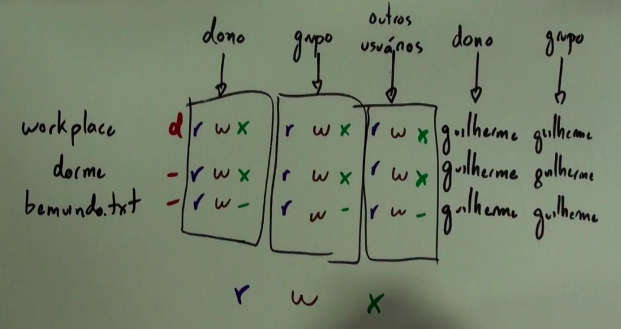 dono grupo outros usuários dono grupo
workplace d r w x r w x r w x guilherme guilherme
dorme - r w x r w x r w x guilherme guilherme
bemundo.txt - r w - r w - r w - guilherme guilherme
r w x